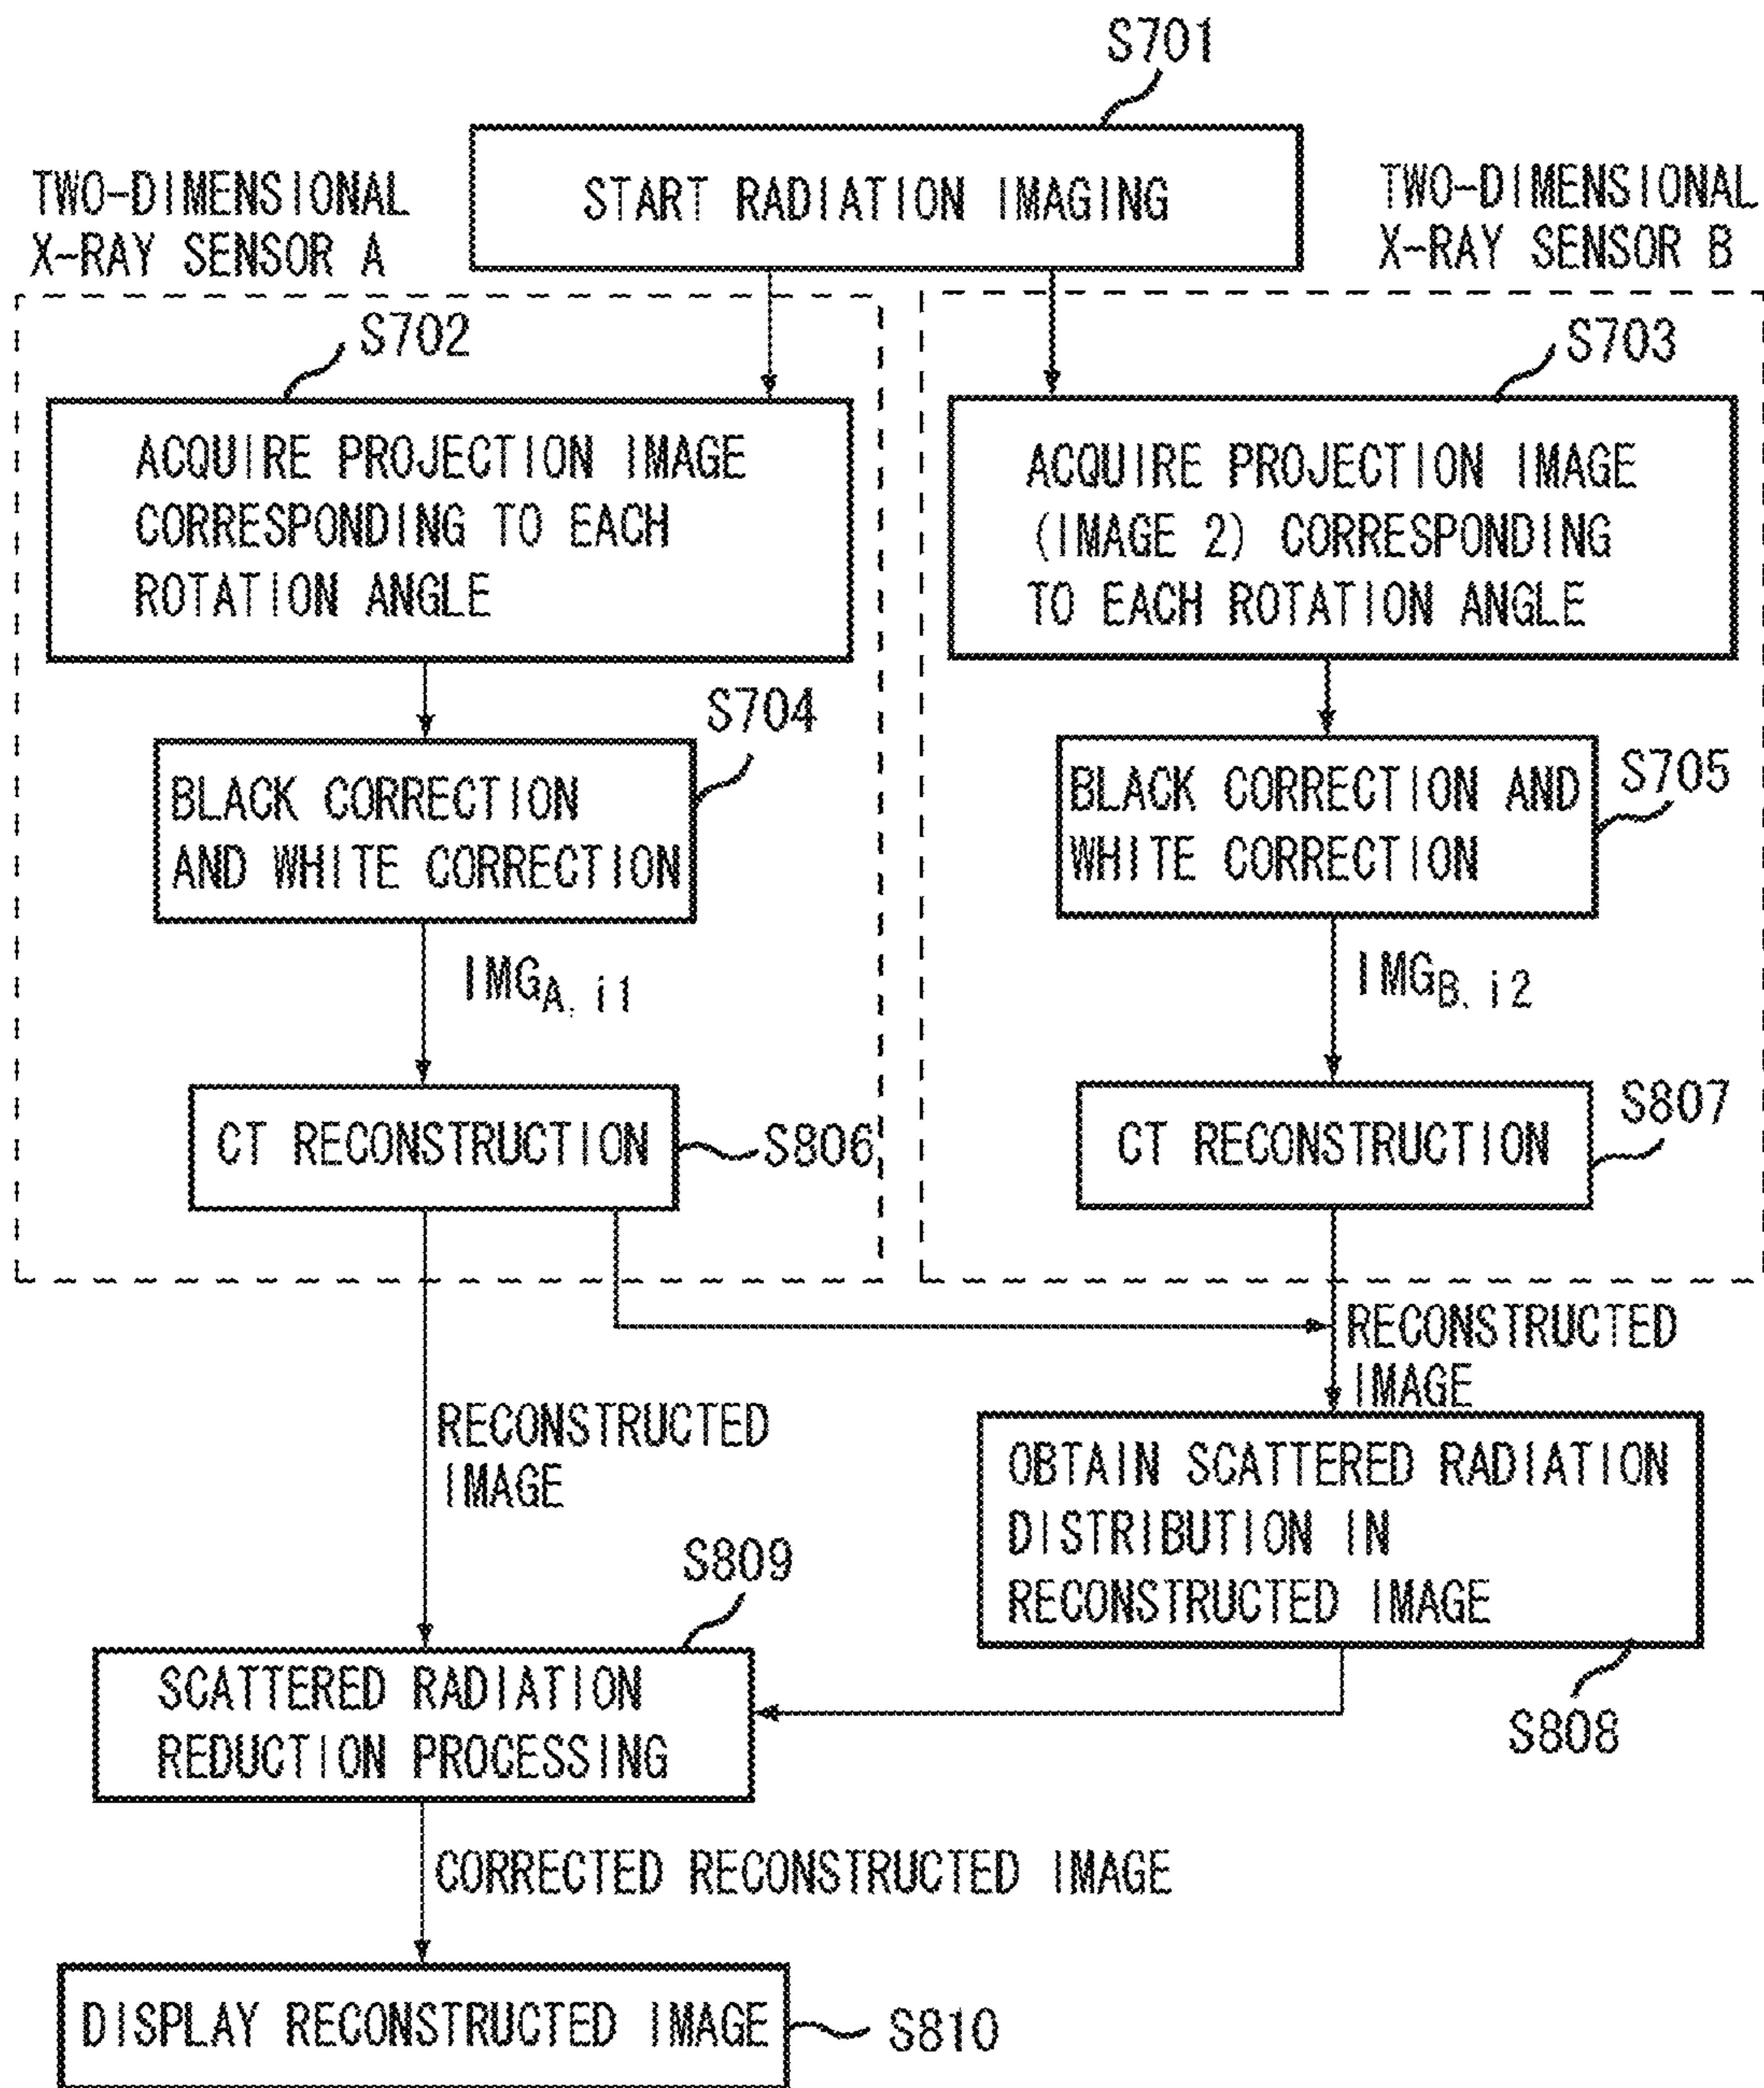 S701
START RADIATION IMAGING
TWO-DIMENSIONAL
X-RAY SENSOR A
TWO-DIMENSIONAL
X-RAY SENSOR B
S702
ACQUIRE PROJECTION IMAGE
CORRESPONDING TO EACH
ROTATION ANGLE
S703
ACQUIRE PROJECTION IMAGE
(IMAGE 2) CORRESPONDING
TO EACH ROTATION ANGLE
S704
BLACK CORRECTION
AND WHITE CORRECTION
S705
BLACK CORRECTION AND
WHITE CORRECTION
IMGA, i1
IMGB, i2
CT RECONSTRUCTION
S806
CT RECONSTRUCTION
S807
RECONSTRUCTED
IMAGE
RECONSTRUCTED
IMAGE
OBTAIN SCATTERED RADIATION
DISTRIBUTION IN
RECONSTRUCTED IMAGE
S808
S809
SCATTERED RADIATION
REDUCTION PROCESSING
CORRECTED RECONSTRUCTED IMAGE
DISPLAY RECONSTRUCTED IMAGE
S810